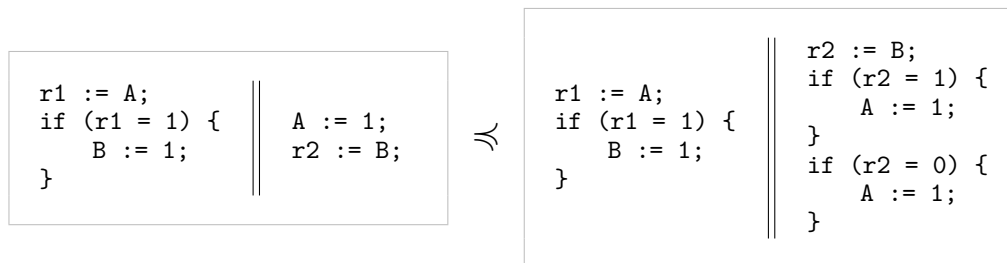 r1 := A;
if (r1 = 1) {
    B := 1;
}
A := 1;
r2 := B;
≼
r1 := A;
if (r1 = 1) {
    B := 1;
}
r2 := B;
if (r2 = 1) {
    A := 1;
}
if (r2 = 0) {
    A := 1;
}